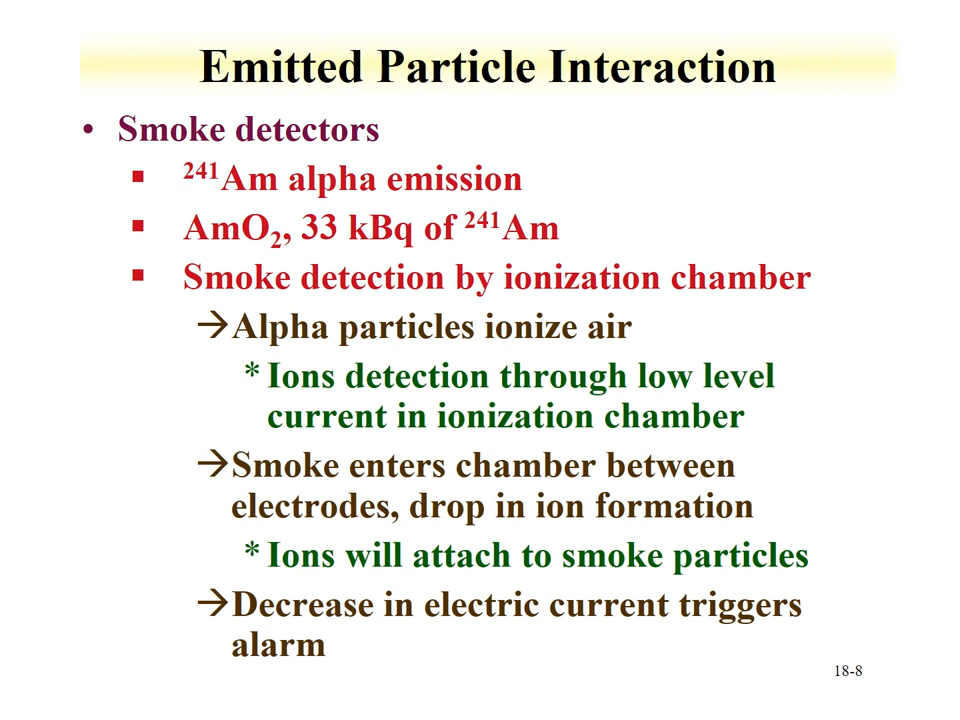 Emitted Particle Interaction
• Smoke detectors
▪ ²⁴¹Am alpha emission
▪ AmO₂, 33 kBq of ²⁴¹Am
▪ Smoke detection by ionization chamber
→Alpha particles ionize air
* Ions detection through low level
current in ionization chamber
→Smoke enters chamber between
electrodes, drop in ion formation
* Ions will attach to smoke particles
→Decrease in electric current triggers
alarm
18-8